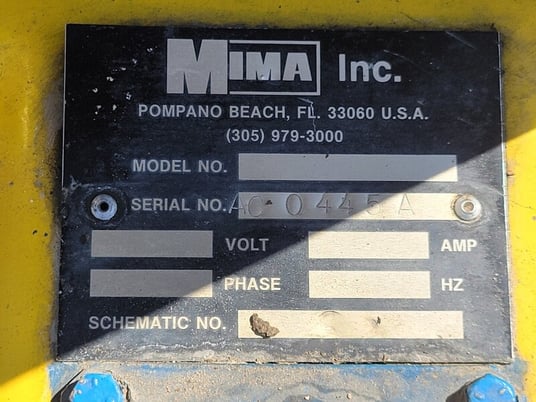 MIMA Inc.
POMPANO BEACH, FL. 33060 U.S.A.
(305) 979-3000
MODEL NO.
SERIAL NO. AC-0445A
VOLT AMP
PHASE HZ
SCHEMATIC NO.